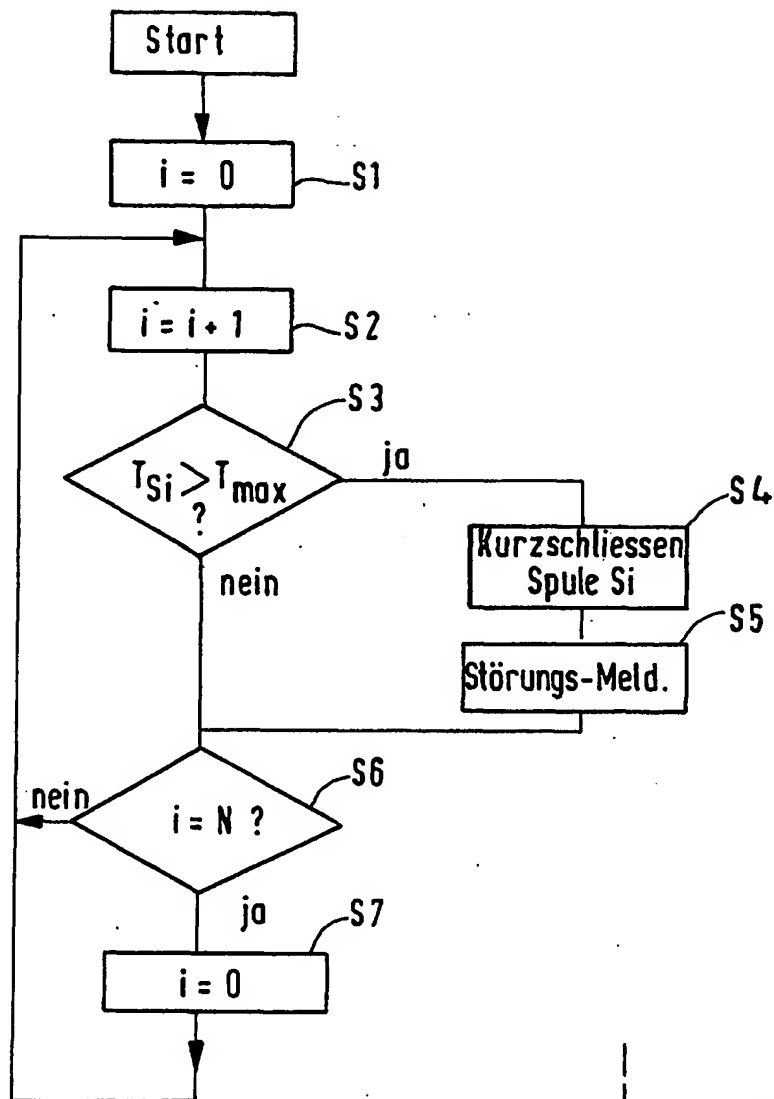 Start
i = 0
S1
i = i + 1
S2
S3
T_Si > T_max
?
ja
nein
S4
Kurzschliessen
Spule Si
S5
Störungs-Meld.
S6
nein
i = N ?
ja
S7
i = 0